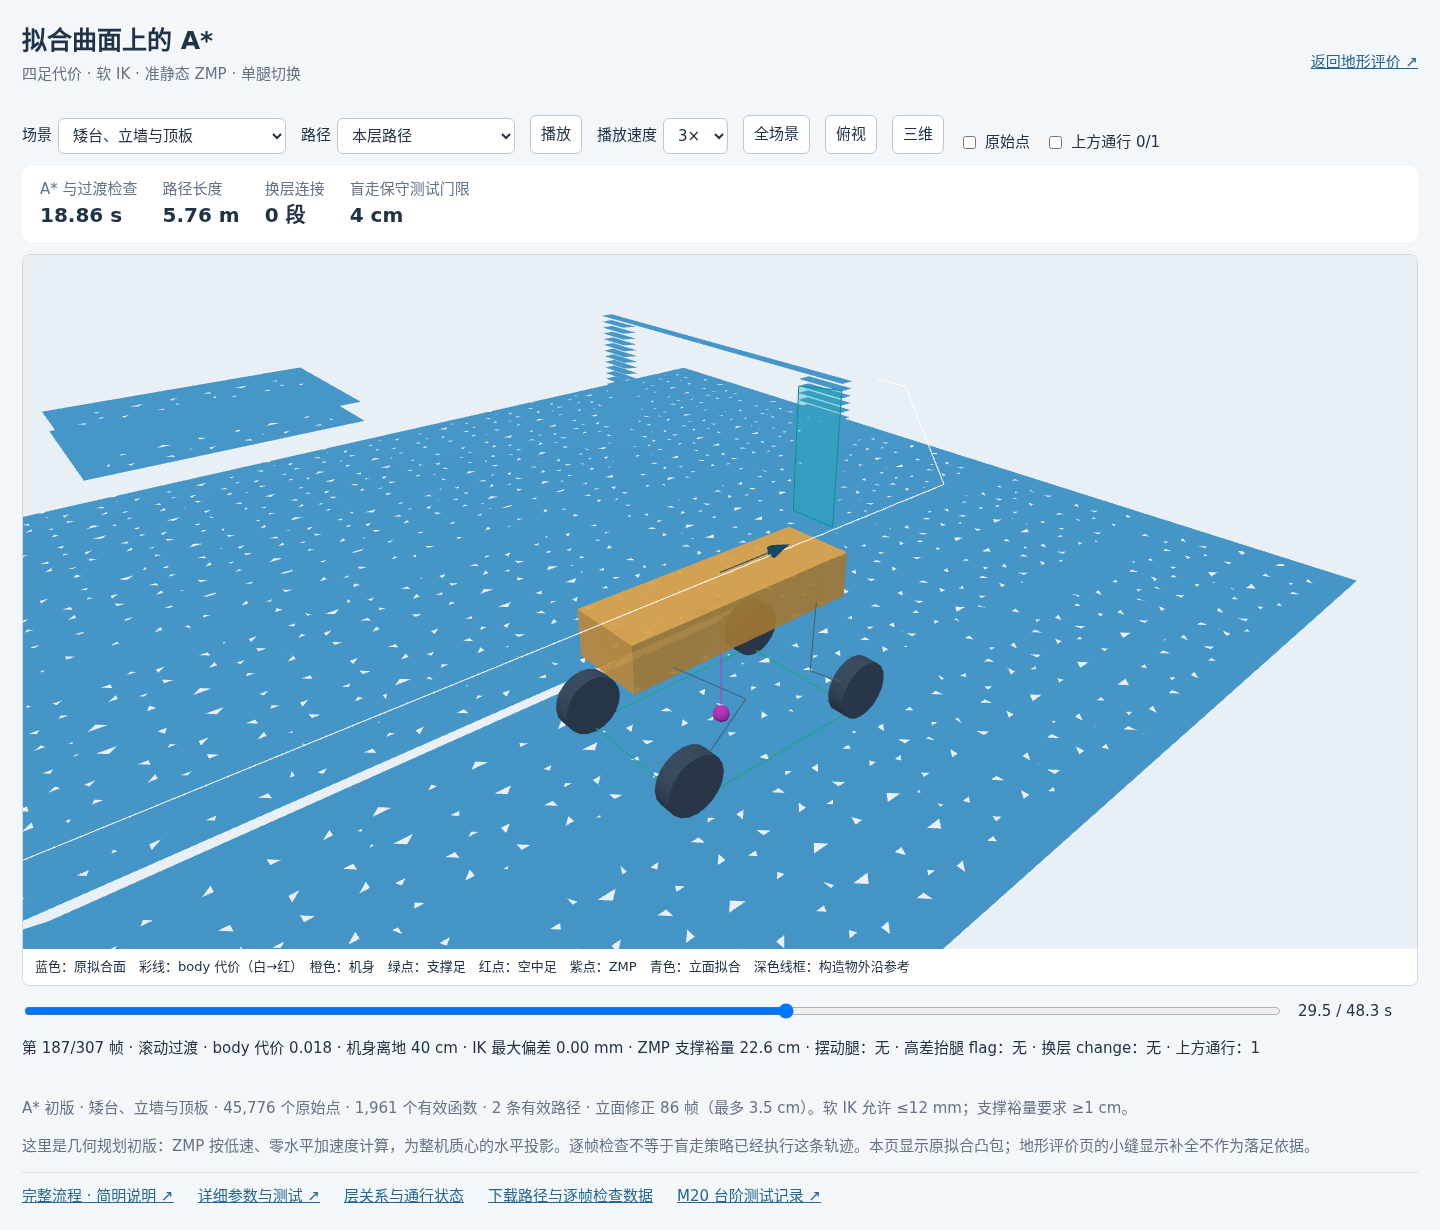 拟合曲面上的 A*
四足代价 · 软 IK · 准静态 ZMP · 单腿切换
返回地形评价 ↗
场景 矮台、立墙与顶板 路径 本层路径 播放 播放速度 3× 全场景 俯视 三维 原始点 上方通行 0/1
A* 与过渡检查 路径长度 换层连接 盲走保守测试门限
18.86 s 5.76 m 0 段 4 cm
蓝色：原拟合面 彩线：body 代价（白→红） 橙色：机身 绿点：支撑足 红点：空中足 紫点：ZMP 青色：立面拟合 深色线框：构造物外沿参考
29.5 / 48.3 s
第 187/307 帧 · 滚动过渡 · body 代价 0.018 · 机身离地 40 cm · IK 最大偏差 0.00 mm · ZMP 支撑裕量 22.6 cm · 摆动腿：无 · 高差抬腿 flag：无 · 换层 change：无 · 上方通行：1
A* 初版 · 矮台、立墙与顶板 · 45,776 个原始点 · 1,961 个有效函数 · 2 条有效路径 · 立面修正 86 帧（最多 3.5 cm）。软 IK 允许 ≤12 mm；支撑裕量要求 ≥1 cm。
这里是几何规划初版：ZMP 按低速、零水平加速度计算，为整机质心的水平投影。逐帧检查不等于盲走策略已经执行这条轨迹。本页显示原拟合凸包；地形评价页的小缝显示补全不作为落足依据。
完整流程 · 简明说明 ↗ 详细参数与测试 ↗ 层关系与通行状态 下载路径与逐帧检查数据 M20 台阶测试记录 ↗